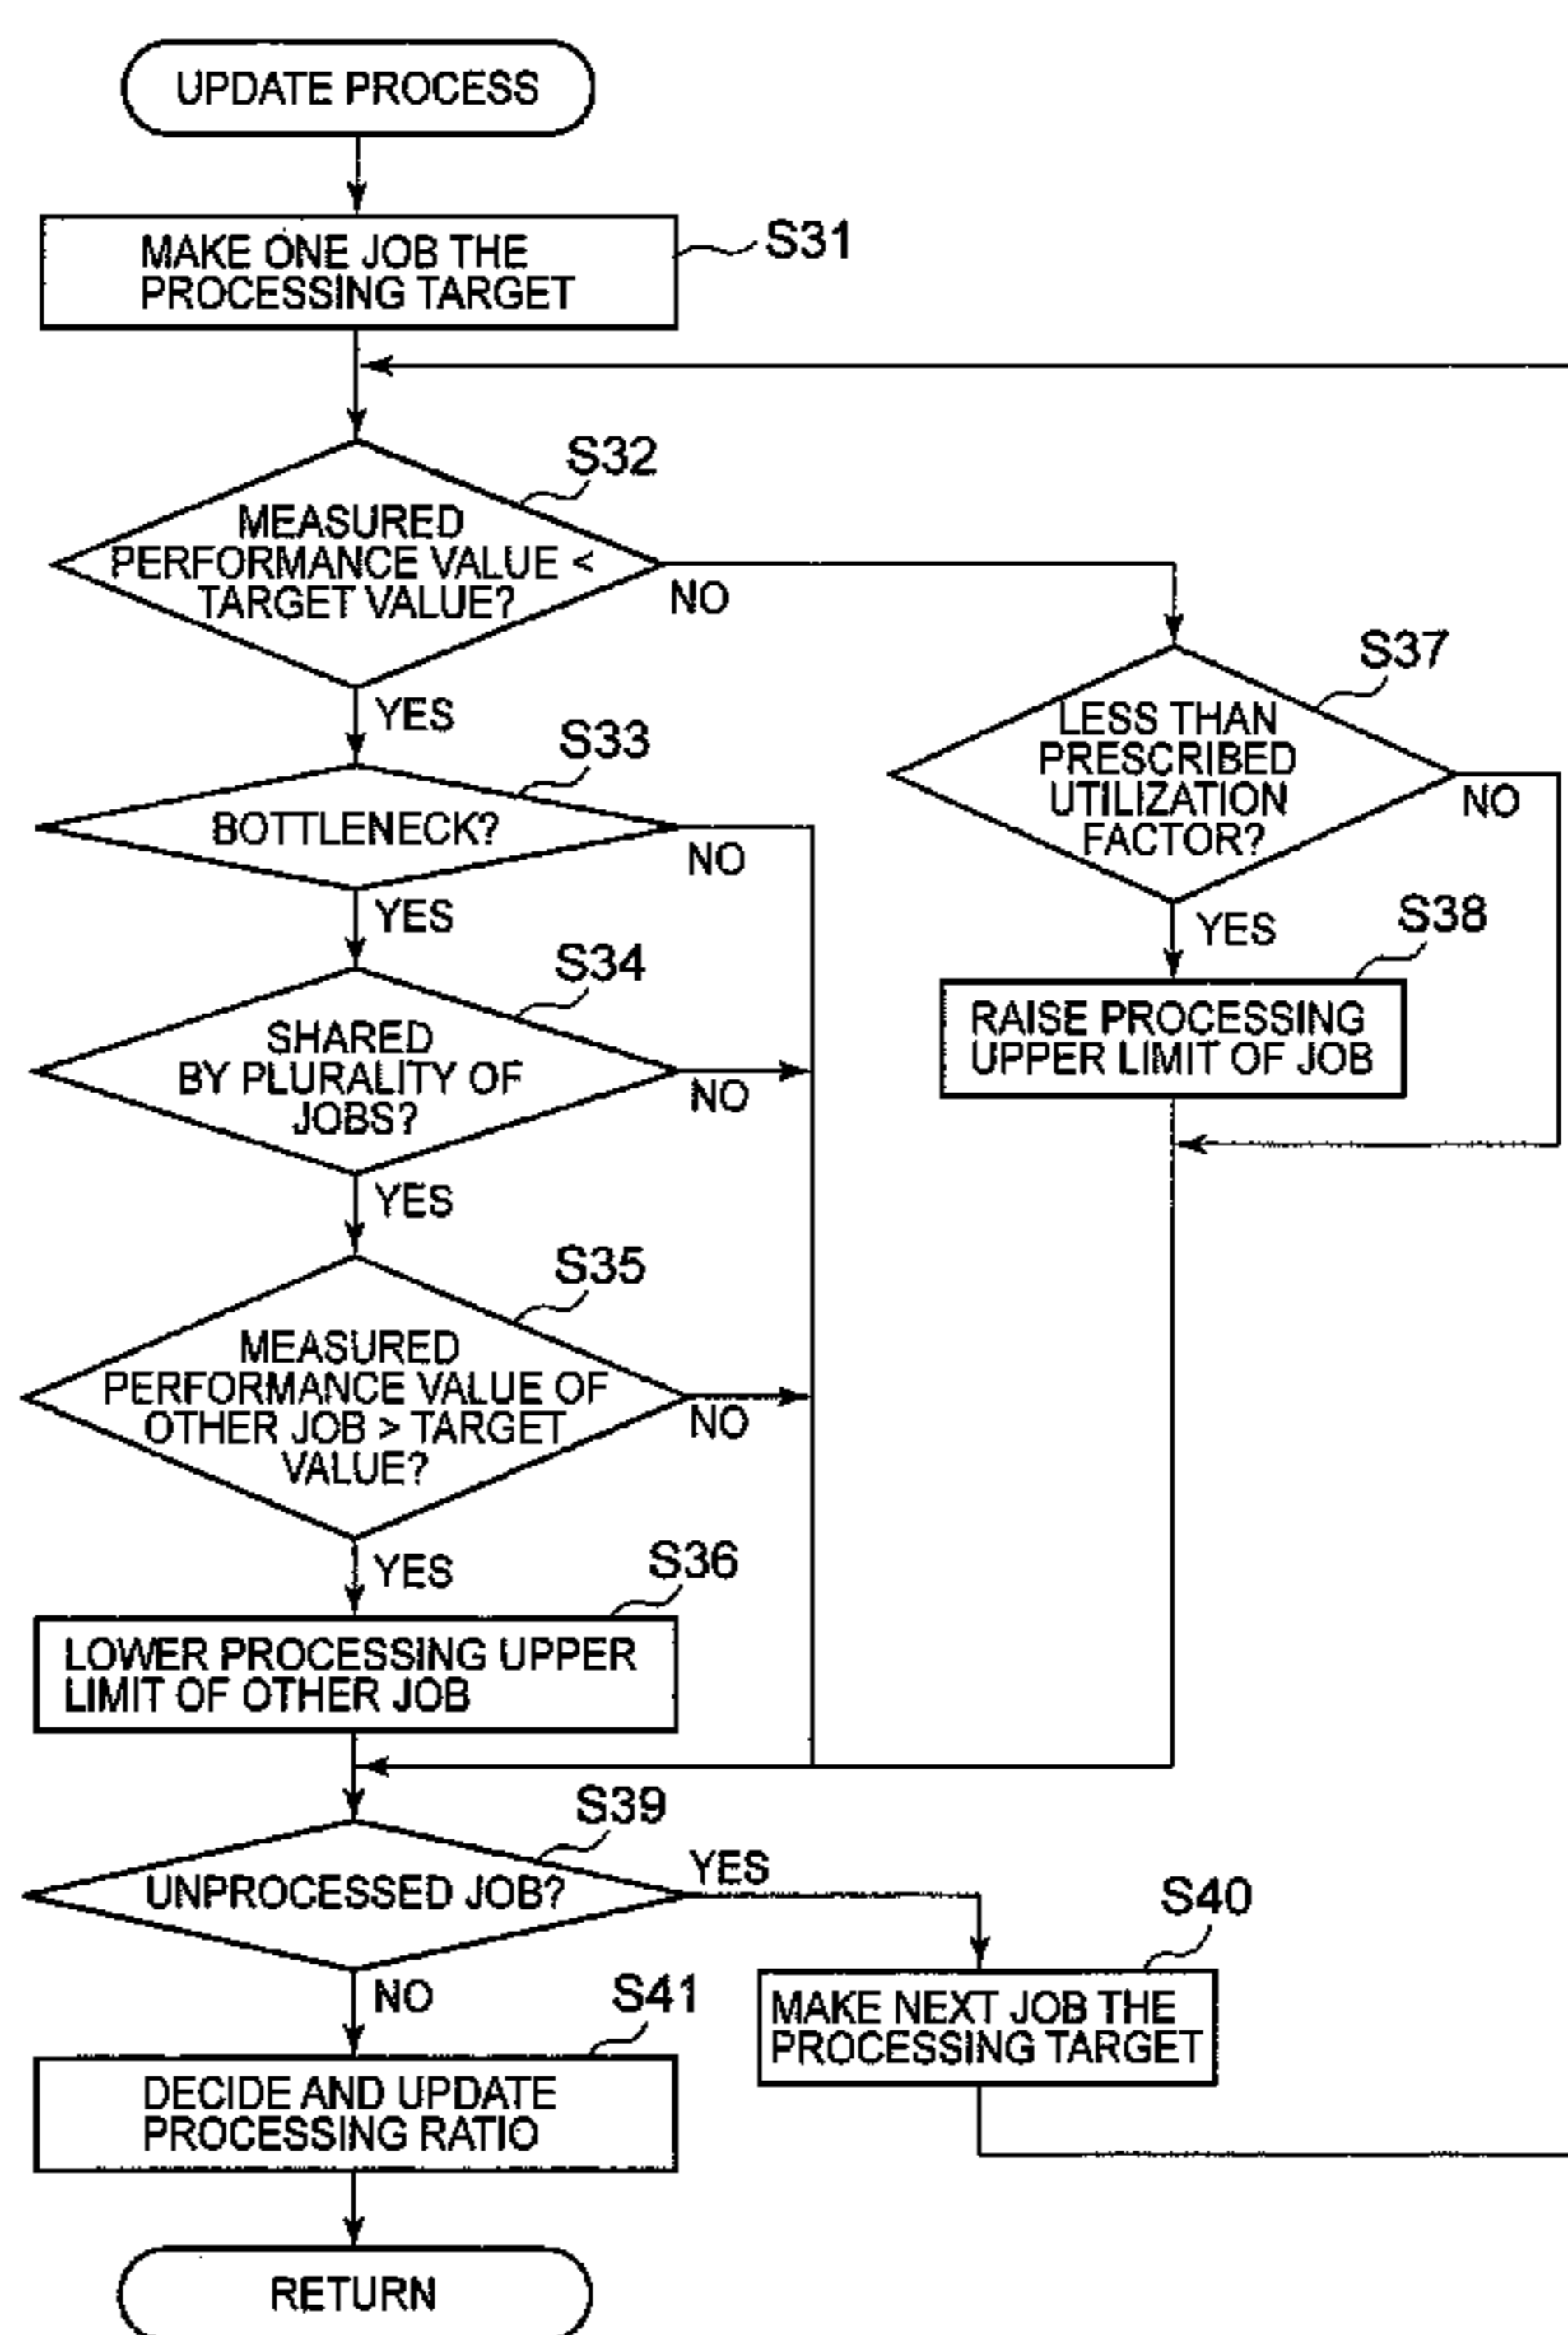 UPDATE PROCESS
MAKE ONE JOB THE
PROCESSING TARGET
S31
S32
MEASURED
PERFORMANCE VALUE <
TARGET VALUE?
NO
YES
S37
LESS THAN
PRESCRIBED
UTILIZATION
FACTOR?
NO
YES
S38
RAISE PROCESSING
UPPER LIMIT OF JOB
S33
BOTTLENECK?
NO
YES
S34
SHARED
BY PLURALITY OF
JOBS?
NO
YES
S35
MEASURED
PERFORMANCE VALUE OF
OTHER JOB > TARGET
VALUE?
NO
YES
S36
LOWER PROCESSING UPPER
LIMIT OF OTHER JOB
S39
UNPROCESSED JOB?
YES
NO
S40
MAKE NEXT JOB THE
PROCESSING TARGET
S41
DECIDE AND UPDATE
PROCESSING RATIO
RETURN